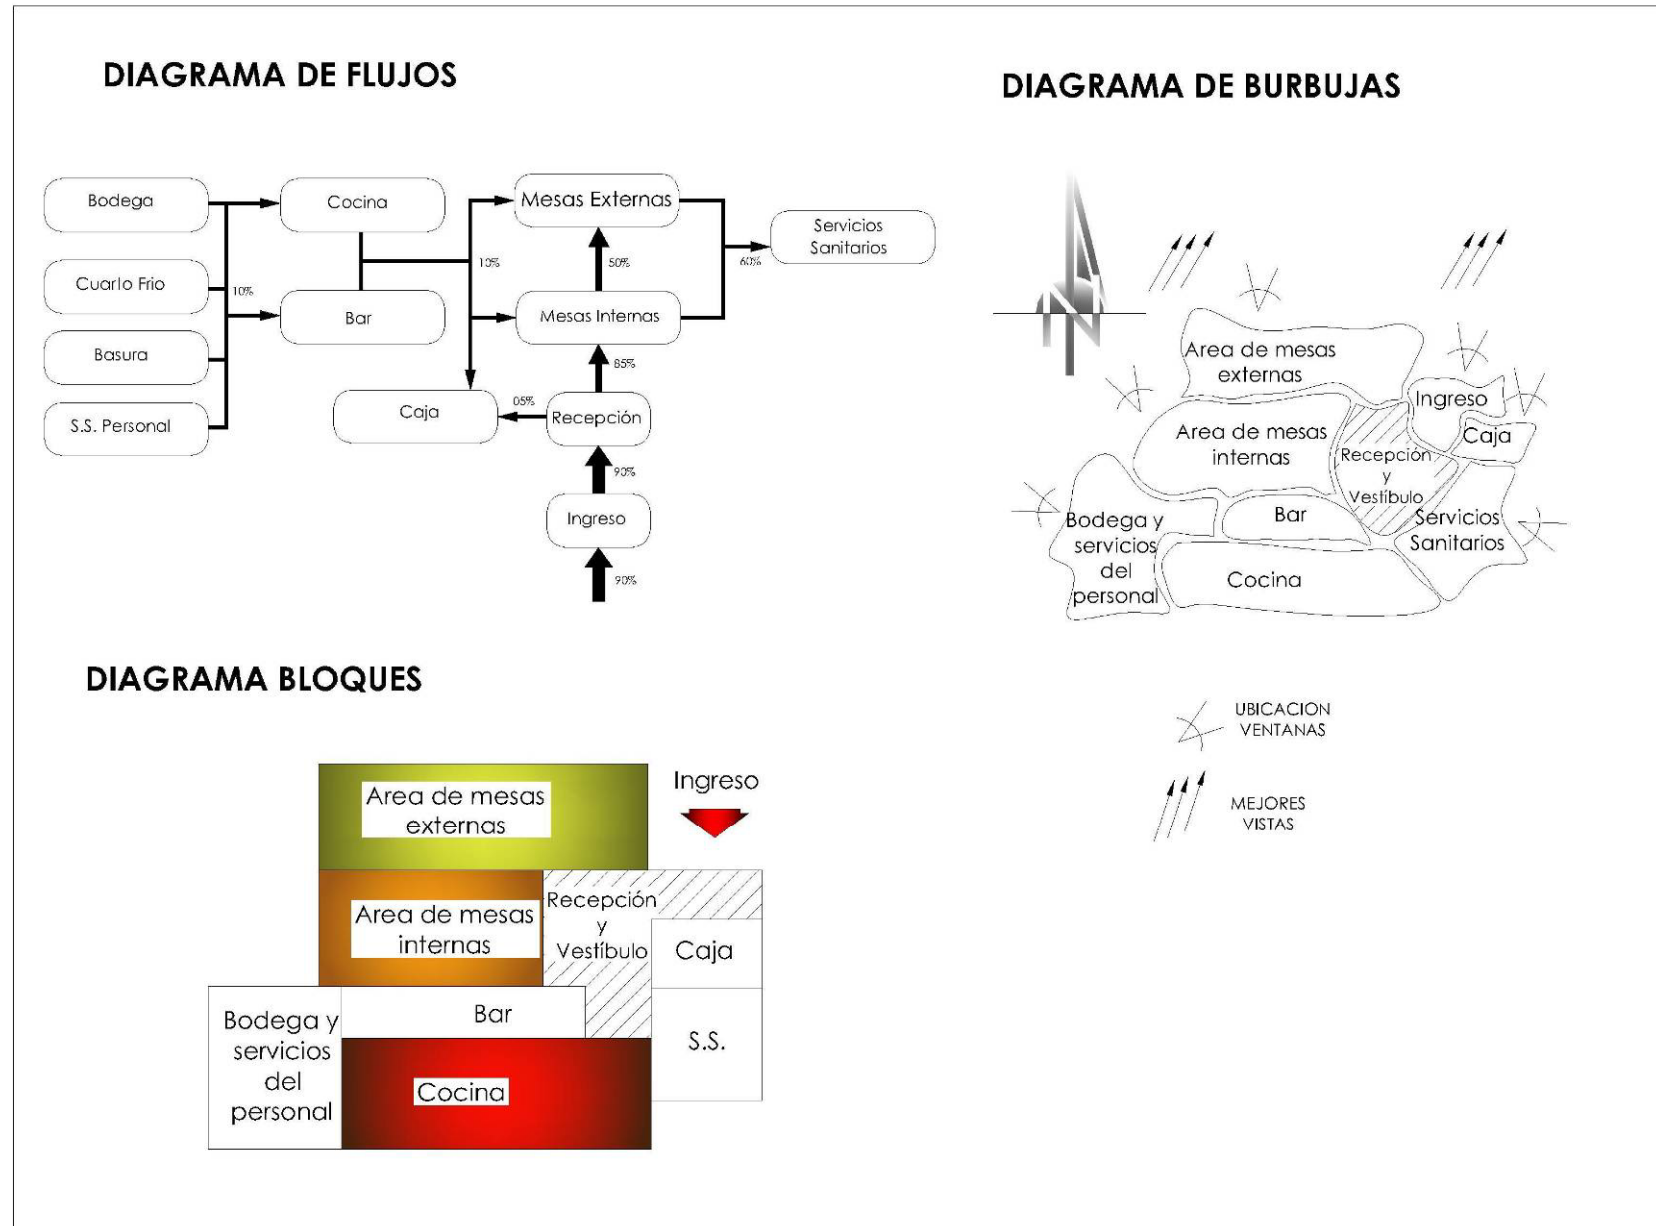 DIAGRAMA DE FLUJOS
Bodega
Cuarlo Frio
Basura
S.S. Personal
10%
Cocina
Bar
10%
Mesas Externas
50%
Mesas Internas
85%
Caja
05%
Recepción
90%
Ingreso
90%
60%
Servicios
Sanitarios
DIAGRAMA DE BURBUJAS
N
Area de mesas
externas
Ingreso
Caja
Area de mesas
internas
Recepción
y
Vestíbulo
Bar
Servicios
Sanitarios
Bodega y
servicios
del
personal
Cocina
UBICACION
VENTANAS
MEJORES
VISTAS
DIAGRAMA BLOQUES
Area de mesas
externas
Ingreso
Area de mesas
internas
Recepción
y
Vestíbulo
Caja
Bar
Bodega y
servicios
del
personal
S.S.
Cocina